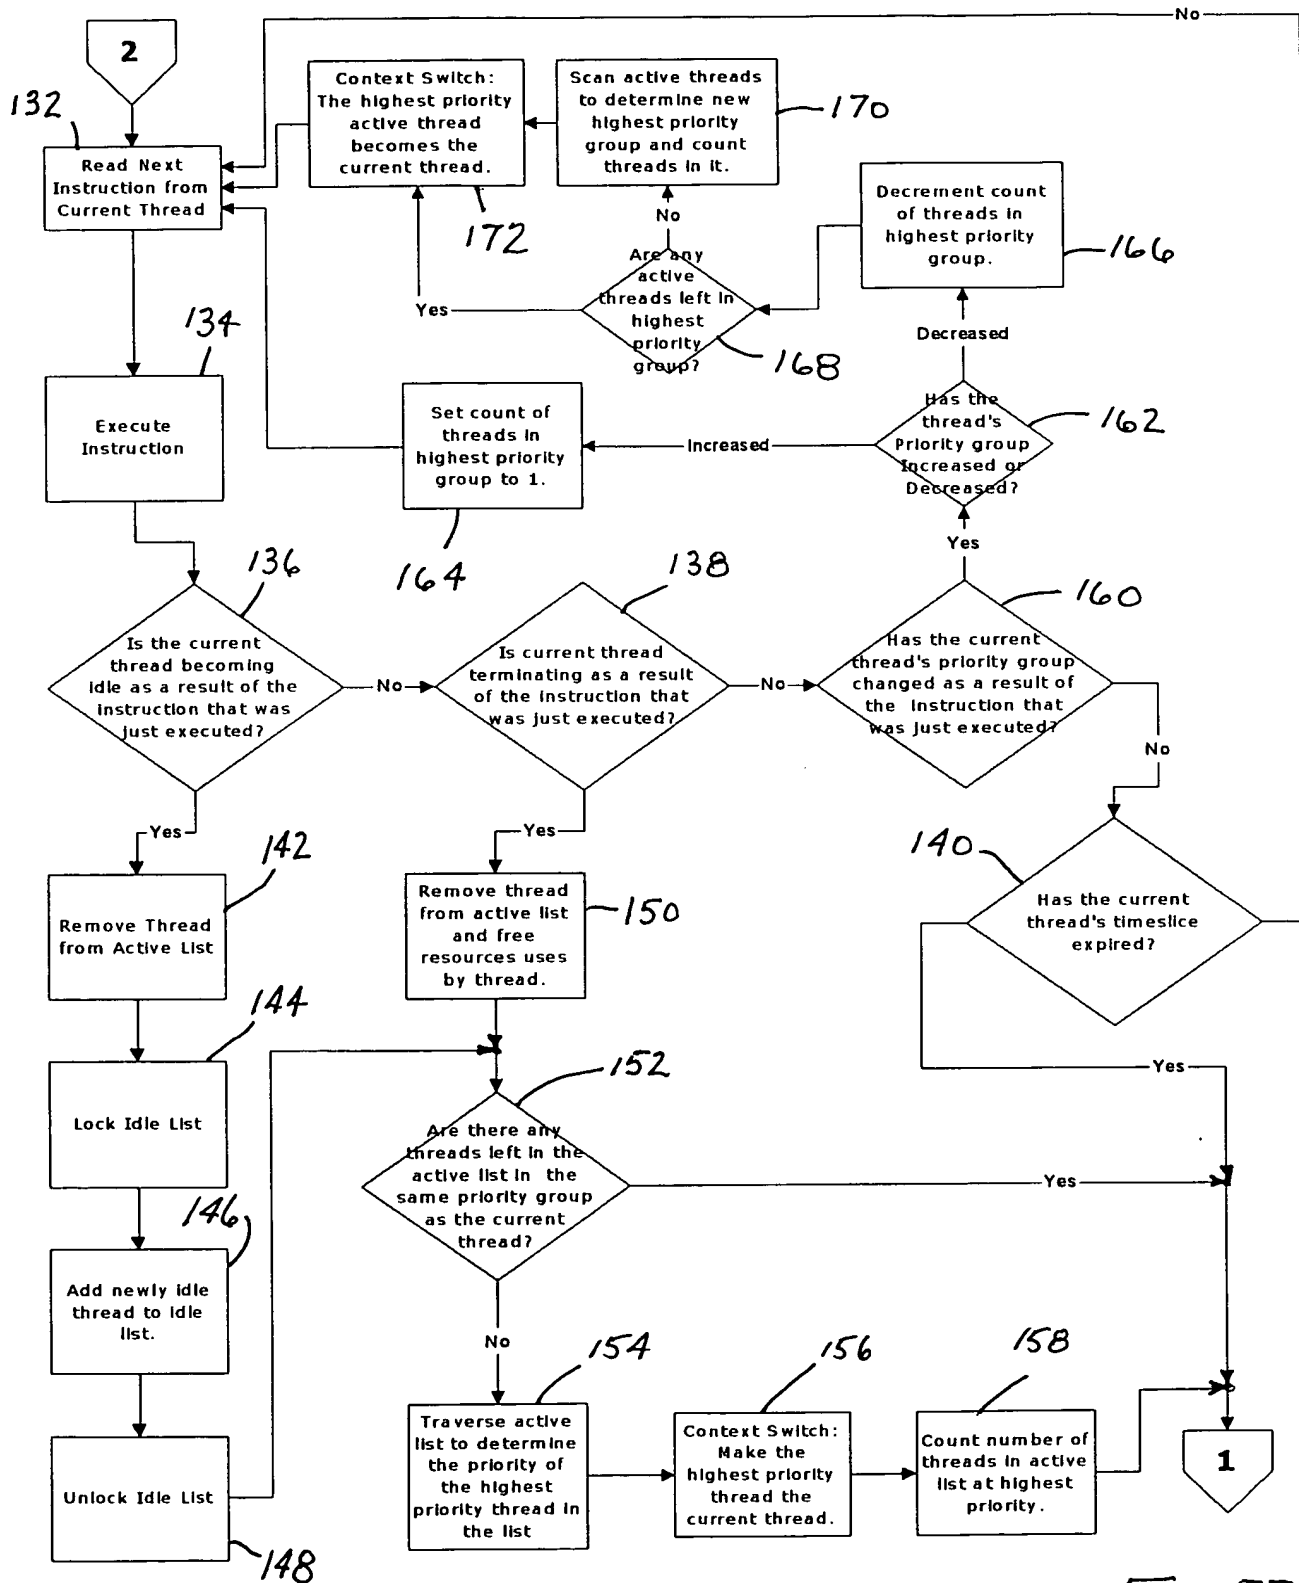 No
2
132
Read Next
Instruction from
Current Thread
Context Switch:
The highest priority
active thread
becomes the
current thread.
172
Scan active threads
to determine new
highest priority
group and count
threads in it.
170
Decrement count
of threads in
highest priority
group.
166
No
Are any
active
threads left in
highest
priority
group?
168
Yes
Decreased
134
Execute
Instruction
Set count of
threads in
highest priority
group to 1.
164
Increased
Has the
thread's
Priority group
Increased or
Decreased?
162
Yes
136
Is the current
thread becoming
idle as a result of the
instruction that was
just executed?
No
138
Is current thread
terminating as a result
of the instruction that
was just executed?
No
160
Has the current
thread's priority group
changed as a result of
the instruction that
was just executed?
No
Yes
142
Remove Thread
from Active List
Yes
Remove thread
from active list
and free
resources uses
by thread.
150
140
Has the current
thread's timeslice
expired?
144
Lock Idle List
152
Are there any
threads left in the
active list in the
same priority group
as the current
thread?
Yes
Yes
146
Add newly idle
thread to idle
list.
No
154
Traverse active
list to determine
the priority of
the highest
priority thread in
the list
156
Context Switch:
Make the
highest priority
thread the
current thread.
158
Count number of
threads in active
list at highest
priority.
1
Unlock Idle List
148